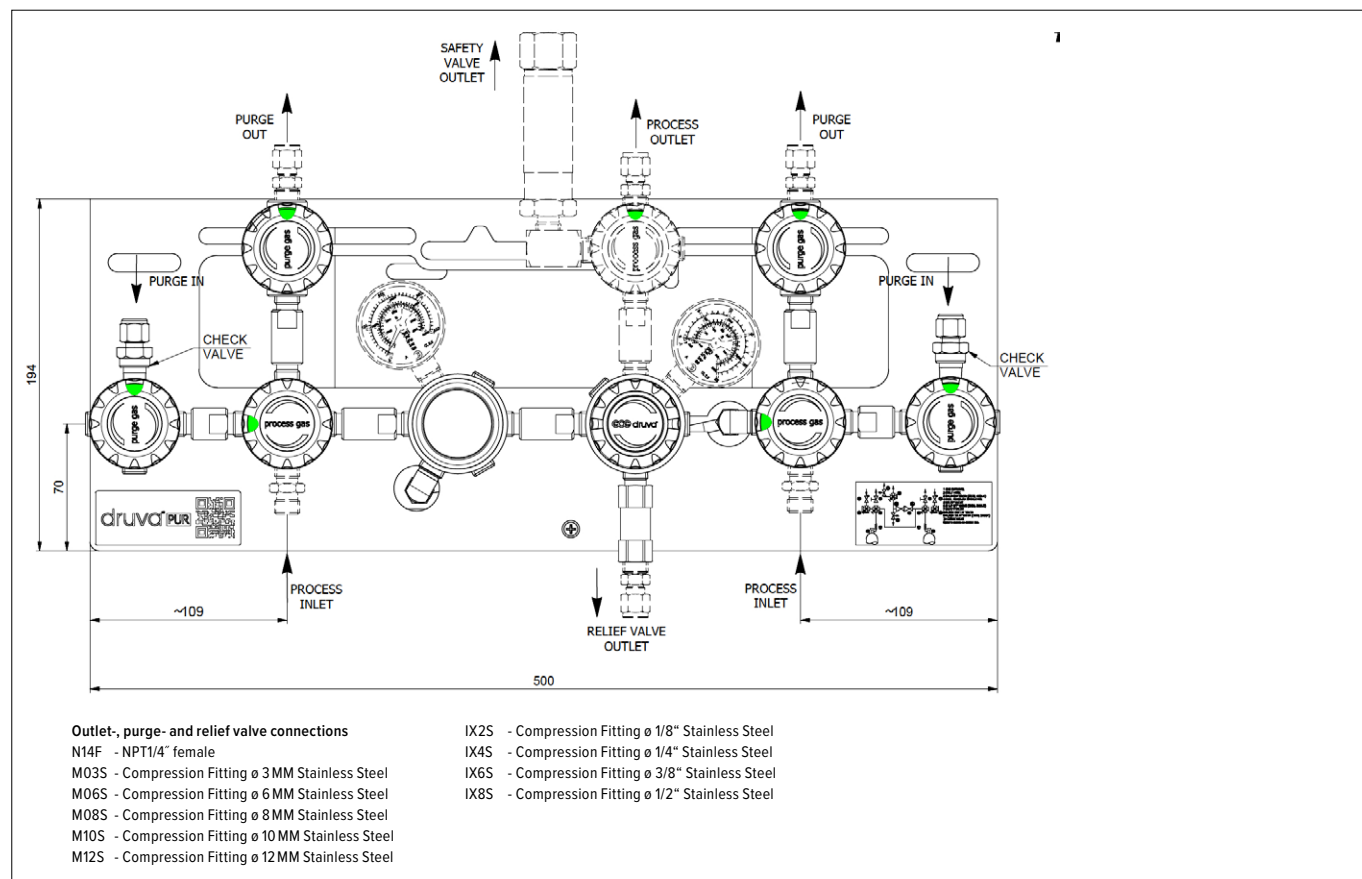 SAFETY
VALVE
OUTLET
PURGE
OUT
PROCESS
OUTLET
PURGE
OUT
purge gas
process gas
purge gas
PURGE IN
PURGE IN
CHECK
VALVE
CHECK
VALVE
194
purge gas
process gas
druva
process gas
purge gas
70
druva PUR
PROCESS
INLET
PROCESS
INLET
~109
~109
RELIEF VALVE
OUTLET
500
Outlet-, purge- and relief valve connections
N14F - NPT1/4˝ female
M03S - Compression Fitting ø 3 MM Stainless Steel
M06S - Compression Fitting ø 6 MM Stainless Steel
M08S - Compression Fitting ø 8 MM Stainless Steel
M10S - Compression Fitting ø 10 MM Stainless Steel
M12S - Compression Fitting ø 12 MM Stainless Steel
IX2S - Compression Fitting ø 1/8“ Stainless Steel
IX4S - Compression Fitting ø 1/4“ Stainless Steel
IX6S - Compression Fitting ø 3/8“ Stainless Steel
IX8S - Compression Fitting ø 1/2“ Stainless Steel